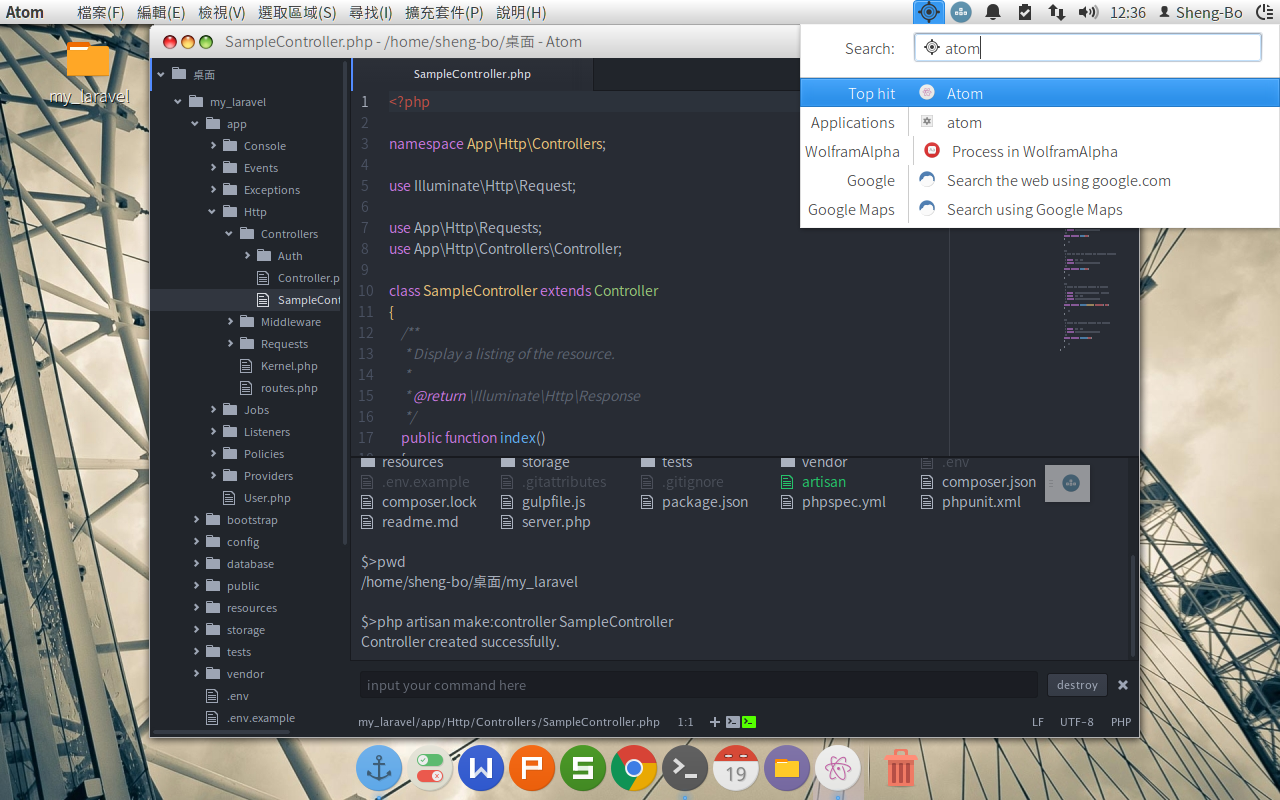 Atom 檔案(F) 編輯(E) 檢視(V) 選取區域(S) 尋找(I) 擴充套件(P) 說明(H) 12:36 Sheng-Bo
my_laravel
SampleController.php - /home/sheng-bo/桌面 - Atom
Search: atom
Top hit Atom
Applications atom
WolframAlpha Process in WolframAlpha
Google Search the web using google.com
Google Maps Search using Google Maps
桌面
my_laravel
app
Console
Events
Exceptions
Http
Controllers
Auth
Controller.p
SampleCont
Middleware
Requests
Kernel.php
routes.php
Jobs
Listeners
Policies
Providers
User.php
bootstrap
config
database
public
resources
storage
tests
vendor
.env
.env.example
SampleController.php
1 <?php
2
3 namespace App\Http\Controllers;
4
5 use Illuminate\Http\Request;
6
7 use App\Http\Requests;
8 use App\Http\Controllers\Controller;
9
10 class SampleController extends Controller
11 {
12 /**
13 * Display a listing of the resource.
14 *
15 * @return \Illuminate\Http\Response
16 */
17 public function index()
resources storage tests vendor .env
.env.example .gitattributes .gitignore artisan composer.json
composer.lock gulpfile.js package.json phpspec.yml phpunit.xml
readme.md server.php
$>pwd
/home/sheng-bo/桌面/my_laravel
$>php artisan make:controller SampleController
Controller created successfully.
input your command here destroy
my_laravel/app/Http/Controllers/SampleController.php 1:1 LF UTF-8 PHP
W P S 19